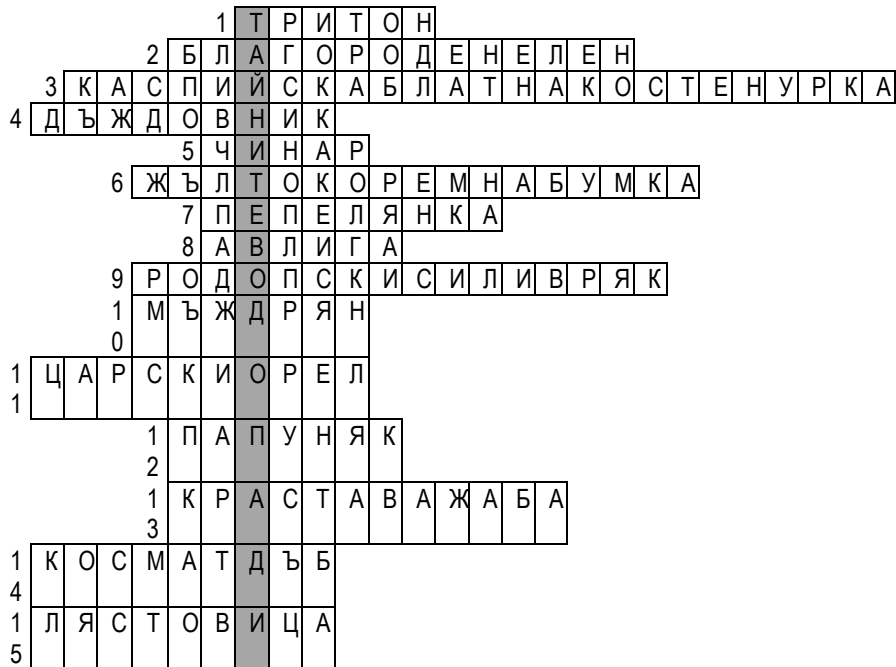 1 ТРИТОН
2 БЛАГОРОДЕНЕЛЕН
3 КАСПИЙСКАБЛАТНАКОСТЕНУРКА
4 ДЪЖДОВНИК
5 ЧИНАР
6 ЖЪЛТОКОРЕМНАБУМКА
7 ПЕПЕЛЯНКА
8 АВЛИГА
9 РОДОПСКИСИЛИВРЯК
10 МЪЖДРЯН
11 ЦАРСКИОРЕЛ
12 ПАПУНЯК
13 КРАСТАВАЖАБА
14 КОСМАТДЪБ
15 ЛЯСТОВИЦА